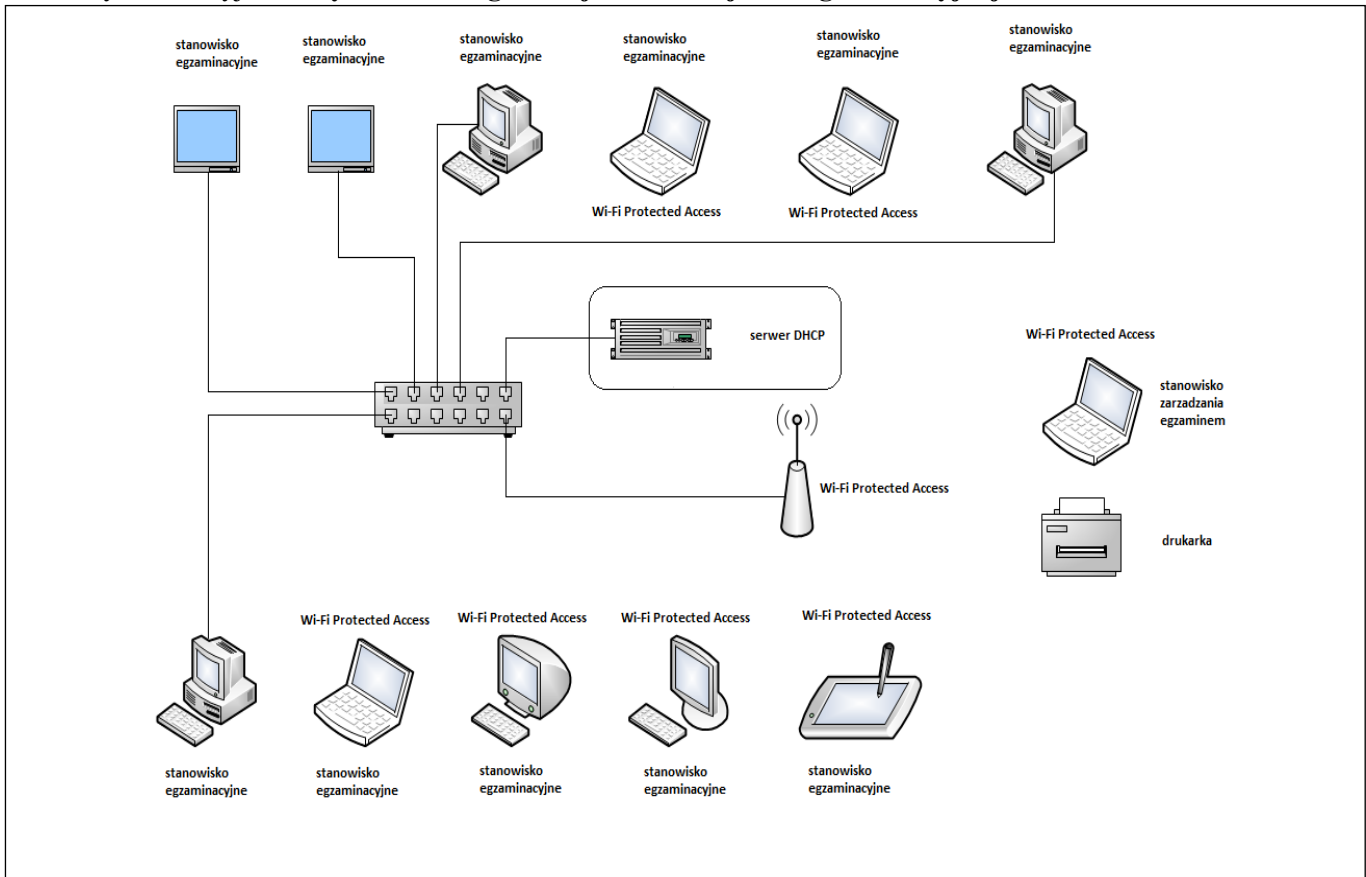 stanowisko
egzaminacyjne
stanowisko
egzaminacyjne
stanowisko
egzaminacyjne
stanowisko
egzaminacyjne
stanowisko
egzaminacyjne
stanowisko
egzaminacyjne
Wi-Fi Protected Access
Wi-Fi Protected Access
serwer DHCP
Wi-Fi Protected Access
stanowisko
zarzadzania
egzaminem
Wi-Fi Protected Access
drukarka
Wi-Fi Protected Access
Wi-Fi Protected Access
Wi-Fi Protected Access
Wi-Fi Protected Access
stanowisko
egzaminacyjne
stanowisko
egzaminacyjne
stanowisko
egzaminacyjne
stanowisko
egzaminacyjne
stanowisko
egzaminacyjne